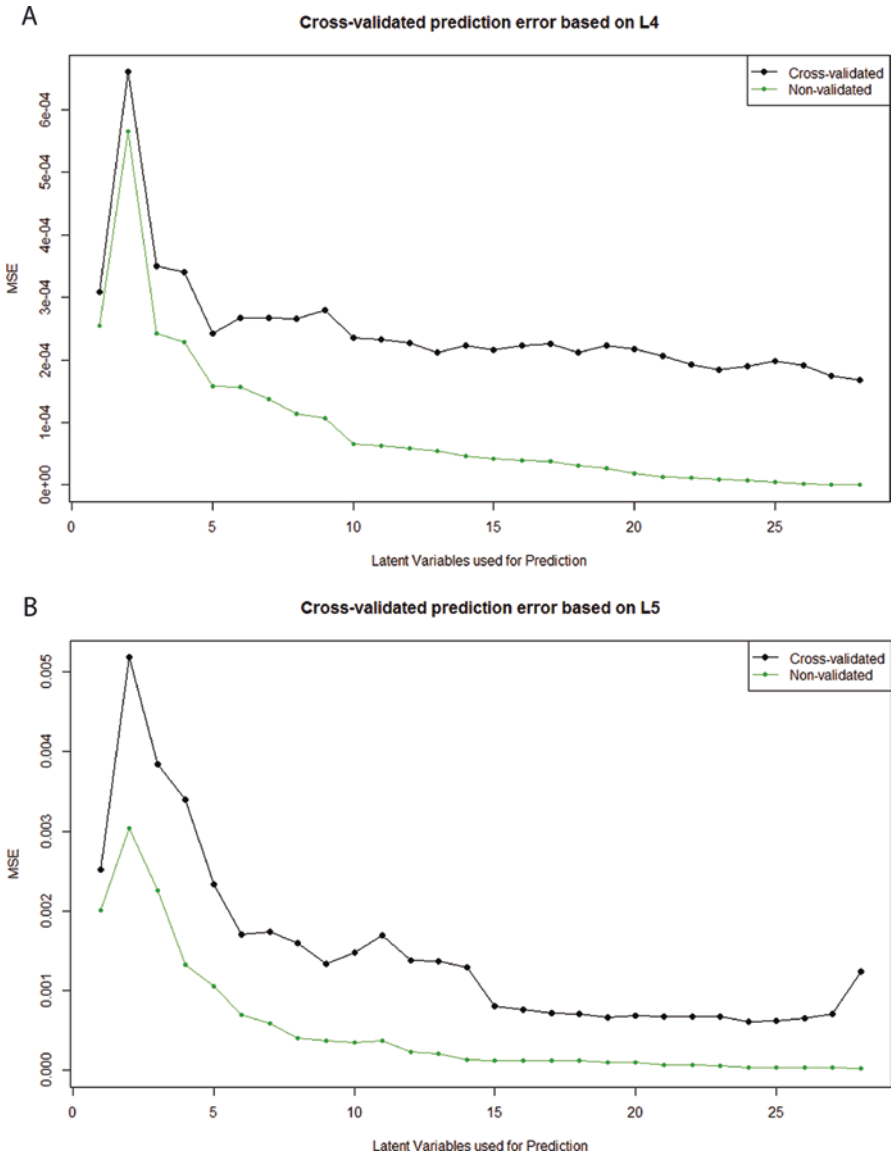 A
Cross-validated prediction error based on L4
Cross-validated
Non-validated
6e-04
5e-04
4e-04
3e-04
2e-04
1e-04
0e+00
MSE
0 5 10 15 20 25
Latent Variables used for Prediction
B
Cross-validated prediction error based on L5
Cross-validated
Non-validated
0.005
0.004
0.003
0.002
0.001
0.000
MSE
0 5 10 15 20 25
Latent Variables used for Prediction